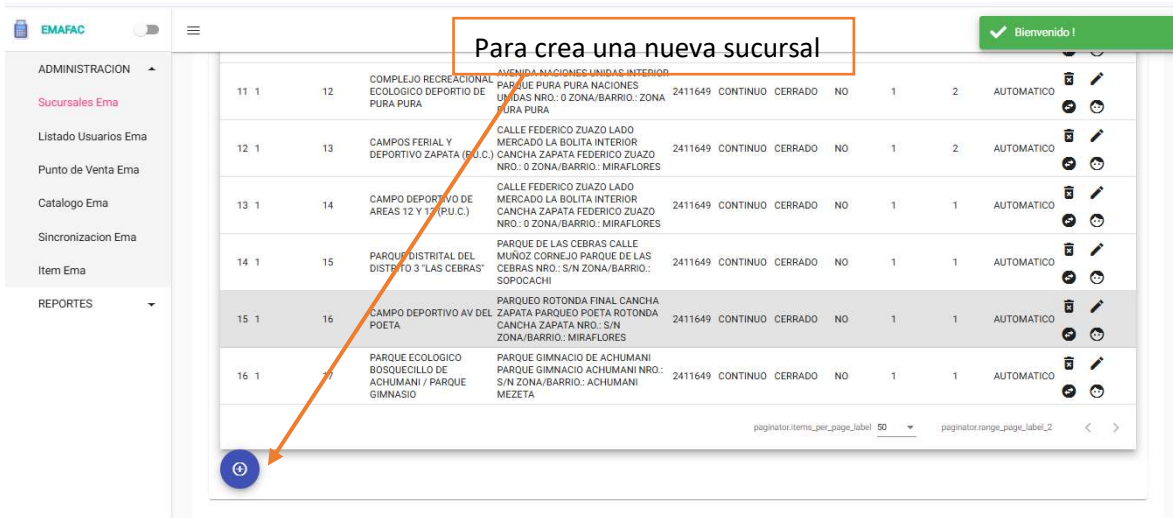 EMAFAC
Bienvenido !
Para crea una nueva sucursal
ADMINISTRACION
Sucursales Ema
Listado Usuarios Ema
Punto de Venta Ema
Catalogo Ema
Sincronizacion Ema
Item Ema
REPORTES
11 1 12 COMPLEJO RECREACIONAL
ECOLOGICO DEPORTIO DE
PURA PURA
AVENIDA NACIONES UNIDAS INTERIOR
PARQUE PURA PURA NACIONES
UNIDAS NRO.: 0 ZONA/BARRIO.: ZONA
PURA PURA
2411649 CONTINUO CERRADO NO 1 2 AUTOMATICO
12 1 13 CAMPOS FERIAL Y
DEPORTIVO ZAPATA (P.U.C.)
CALLE FEDERICO ZUAZO LADO
MERCADO LA BOLITA INTERIOR
CANCHA ZAPATA FEDERICO ZUAZO
NRO.: 0 ZONA/BARRIO.: MIRAFLORES
2411649 CONTINUO CERRADO NO 1 2 AUTOMATICO
13 1 14 CAMPO DEPORTIVO DE
AREAS 12 Y 13 (P.U.C.)
CALLE FEDERICO ZUAZO LADO
MERCADO LA BOLITA INTERIOR
CANCHA ZAPATA FEDERICO ZUAZO
NRO.: 0 ZONA/BARRIO.: MIRAFLORES
2411649 CONTINUO CERRADO NO 1 1 AUTOMATICO
14 1 15 PARQUE DISTRITAL DEL
DISTRITO 3 "LAS CEBRAS"
PARQUE DE LAS CEBRAS CALLE
MUÑOZ CORNEJO PARQUE DE LAS
CEBRAS NRO.: S/N ZONA/BARRIO.:
SOPOCACHI
2411649 CONTINUO CERRADO NO 1 1 AUTOMATICO
15 1 16 CAMPO DEPORTIVO AV DEL
POETA
PARQUEO ROTONDA FINAL CANCHA
ZAPATA PARQUEO POETA ROTONDA
CANCHA ZAPATA NRO.: S/N
ZONA/BARRIO.: MIRAFLORES
2411649 CONTINUO CERRADO NO 1 1 AUTOMATICO
16 1 17 PARQUE ECOLOGICO
BOSQUECILLO DE
ACHUMANI / PARQUE
GIMNASIO
PARQUE GIMNACIO DE ACHUMANI
PARQUE GIMNACIO ACHUMANI NRO.:
S/N ZONA/BARRIO.: ACHUMANI
MEZETA
2411649 CONTINUO CERRADO NO 1 1 AUTOMATICO
paginator.items_per_page_label 50 paginator.range_page_label_2